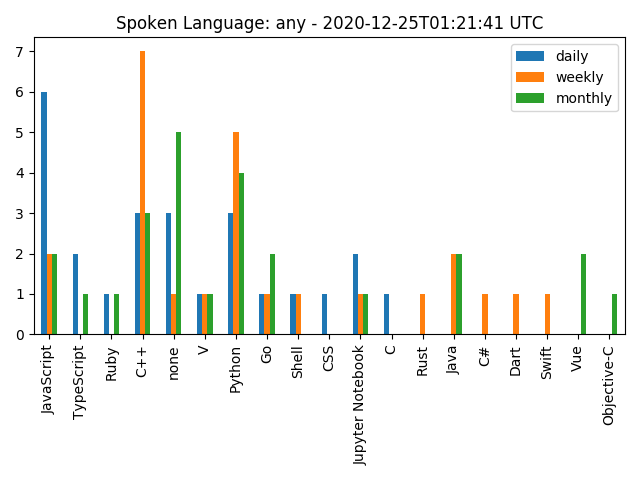 Spoken Language: any - 2020-12-25T01:21:41 UTC
daily
weekly
monthly
7
6
5
4
3
2
1
0
JavaScript
TypeScript
Ruby
C++
none
V
Python
Go
Shell
CSS
Jupyter Notebook
C
Rust
Java
C#
Dart
Swift
Vue
Objective-C